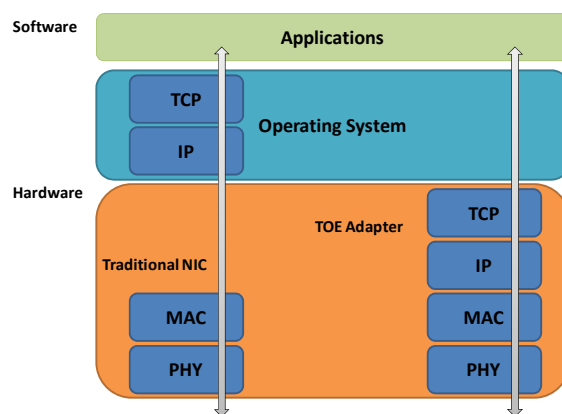 Software
Applications
TCP
Operating System
IP
Hardware
TCP
TOE Adapter
IP
Traditional NIC
MAC
MAC
PHY
PHY